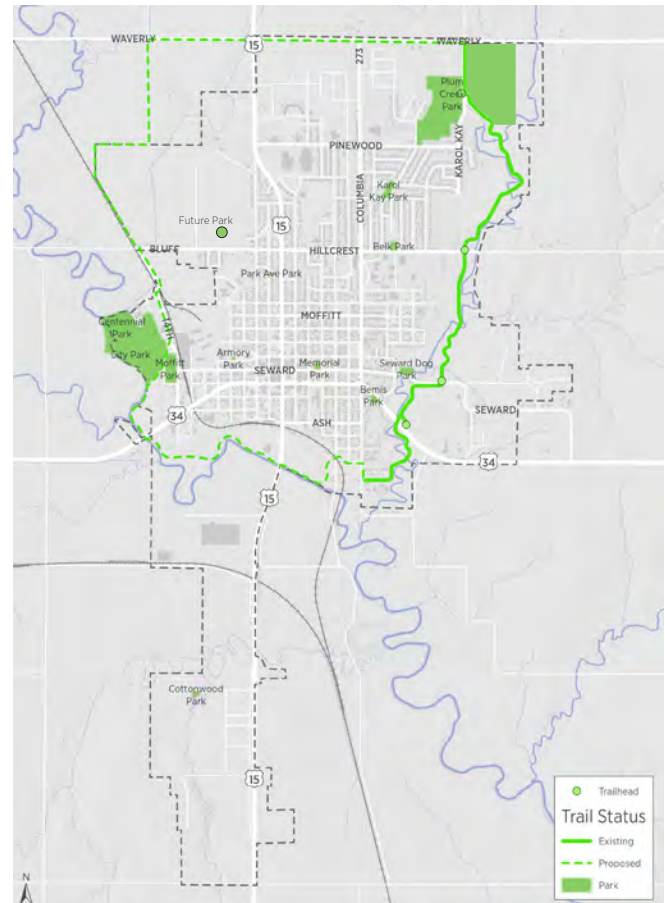 WAVERLY
15
273
WAVERLY
Plum
Creek
Park
PINEWOOD
KAROL KAY
Karol
Kay Park
COLUMBIA
Future Park
15
BLUFF
HILLCREST
Belk Park
Park Ave Park
MOFFITT
14TH
Centennial
Park
City Park
Moffitt
Park
Armory
Park
SEWARD
Memorial
Park
Seward Dog
Park
Bemis
Park
SEWARD
34
ASH
34
15
Cottonwood
Park
15
N
Trailhead
Trail Status
Existing
Proposed
Park